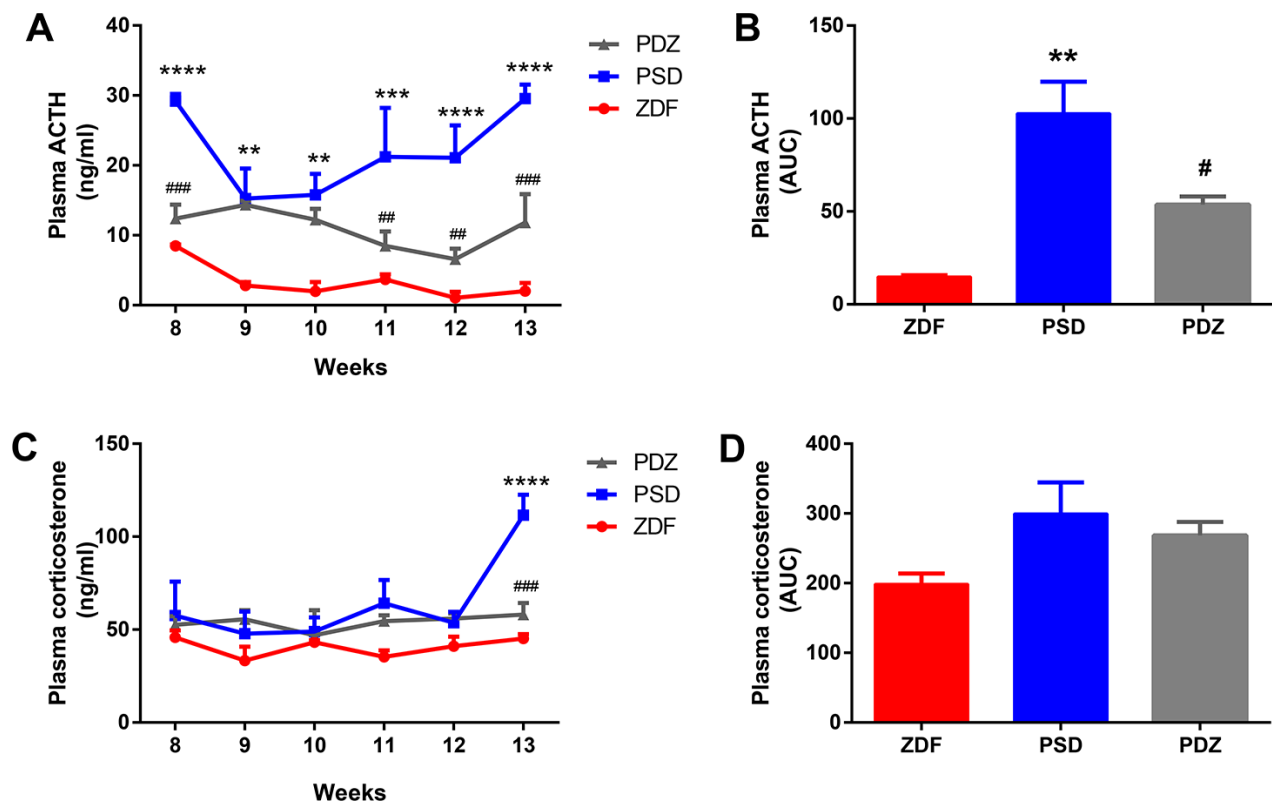 A
Plasma ACTH
(ng/ml)
40
30
20
10
0
****
**
**
***
****
****
###
##
##
###
8
9
10
11
12
13
Weeks
PDZ
PSD
ZDF
B
Plasma ACTH
(AUC)
150
100
50
0
**
#
ZDF
PSD
PDZ
C
Plasma corticosterone
(ng/ml)
150
100
50
0
****
###
8
9
10
11
12
13
Weeks
PDZ
PSD
ZDF
D
Plasma corticosterone
(AUC)
400
300
200
100
0
ZDF
PSD
PDZ